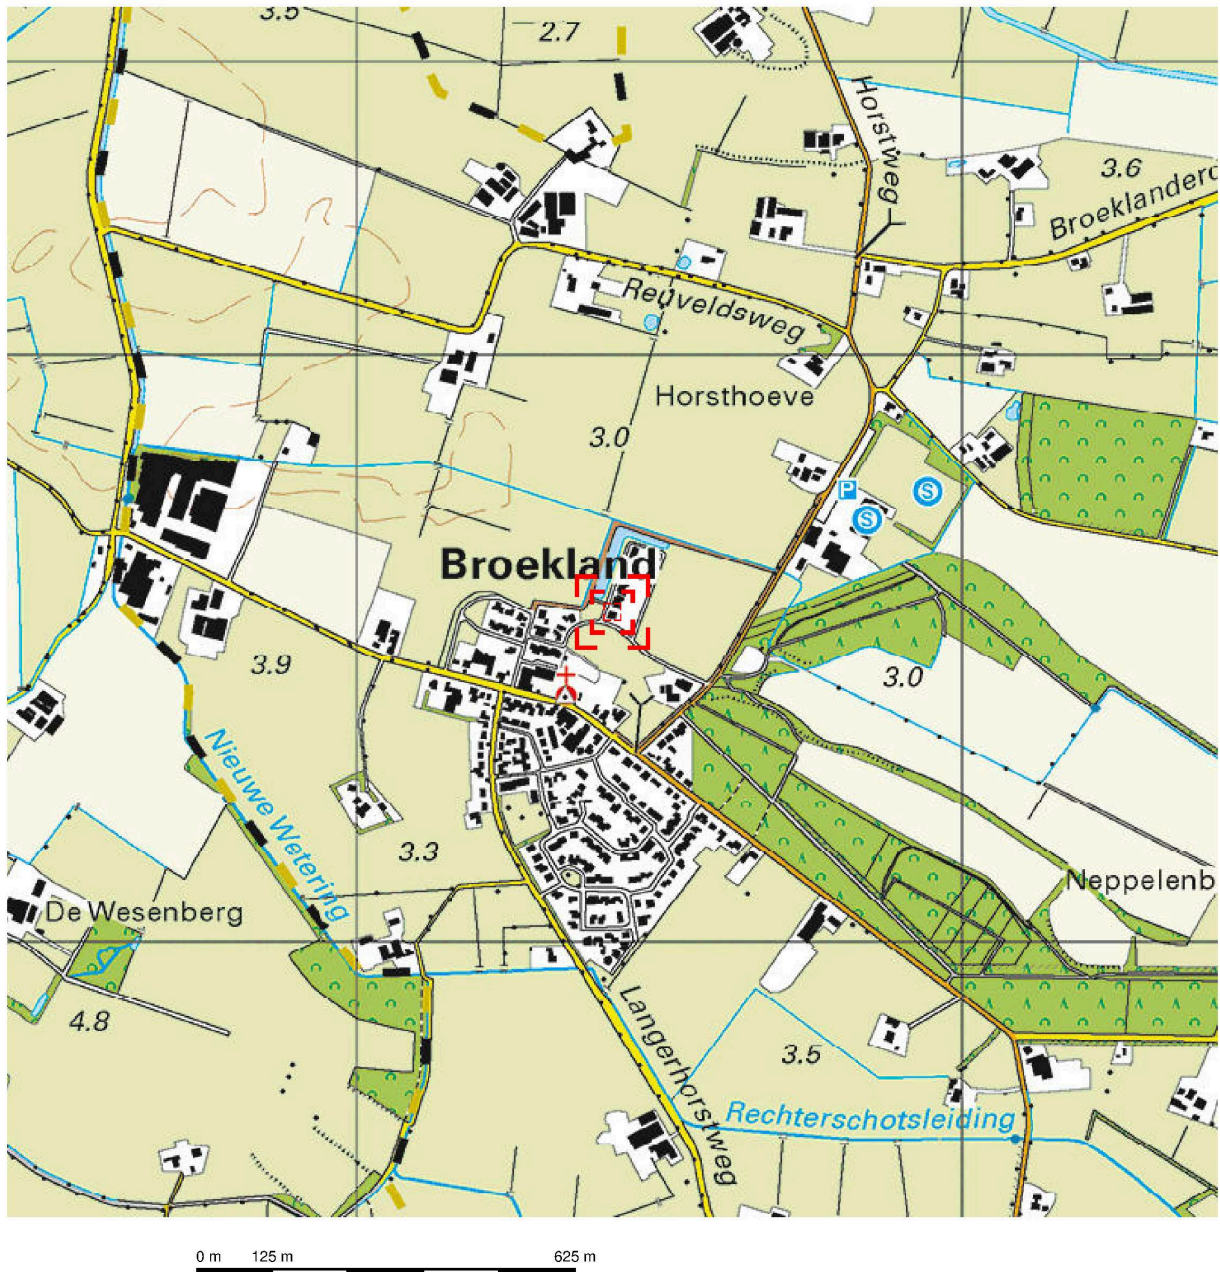 3.5
2.7
Horstweg
3.6
Broeklanderd
Reuveldsweg
Horsthoeve
3.0
P
S
S
Broekland
3.9
3.0
Nieuwe Wetering
3.3
Neppelenb
De Wesenberg
4.8
Langerhorstweg
3.5
Rechterschotsleiding
0 m 125 m 625 m